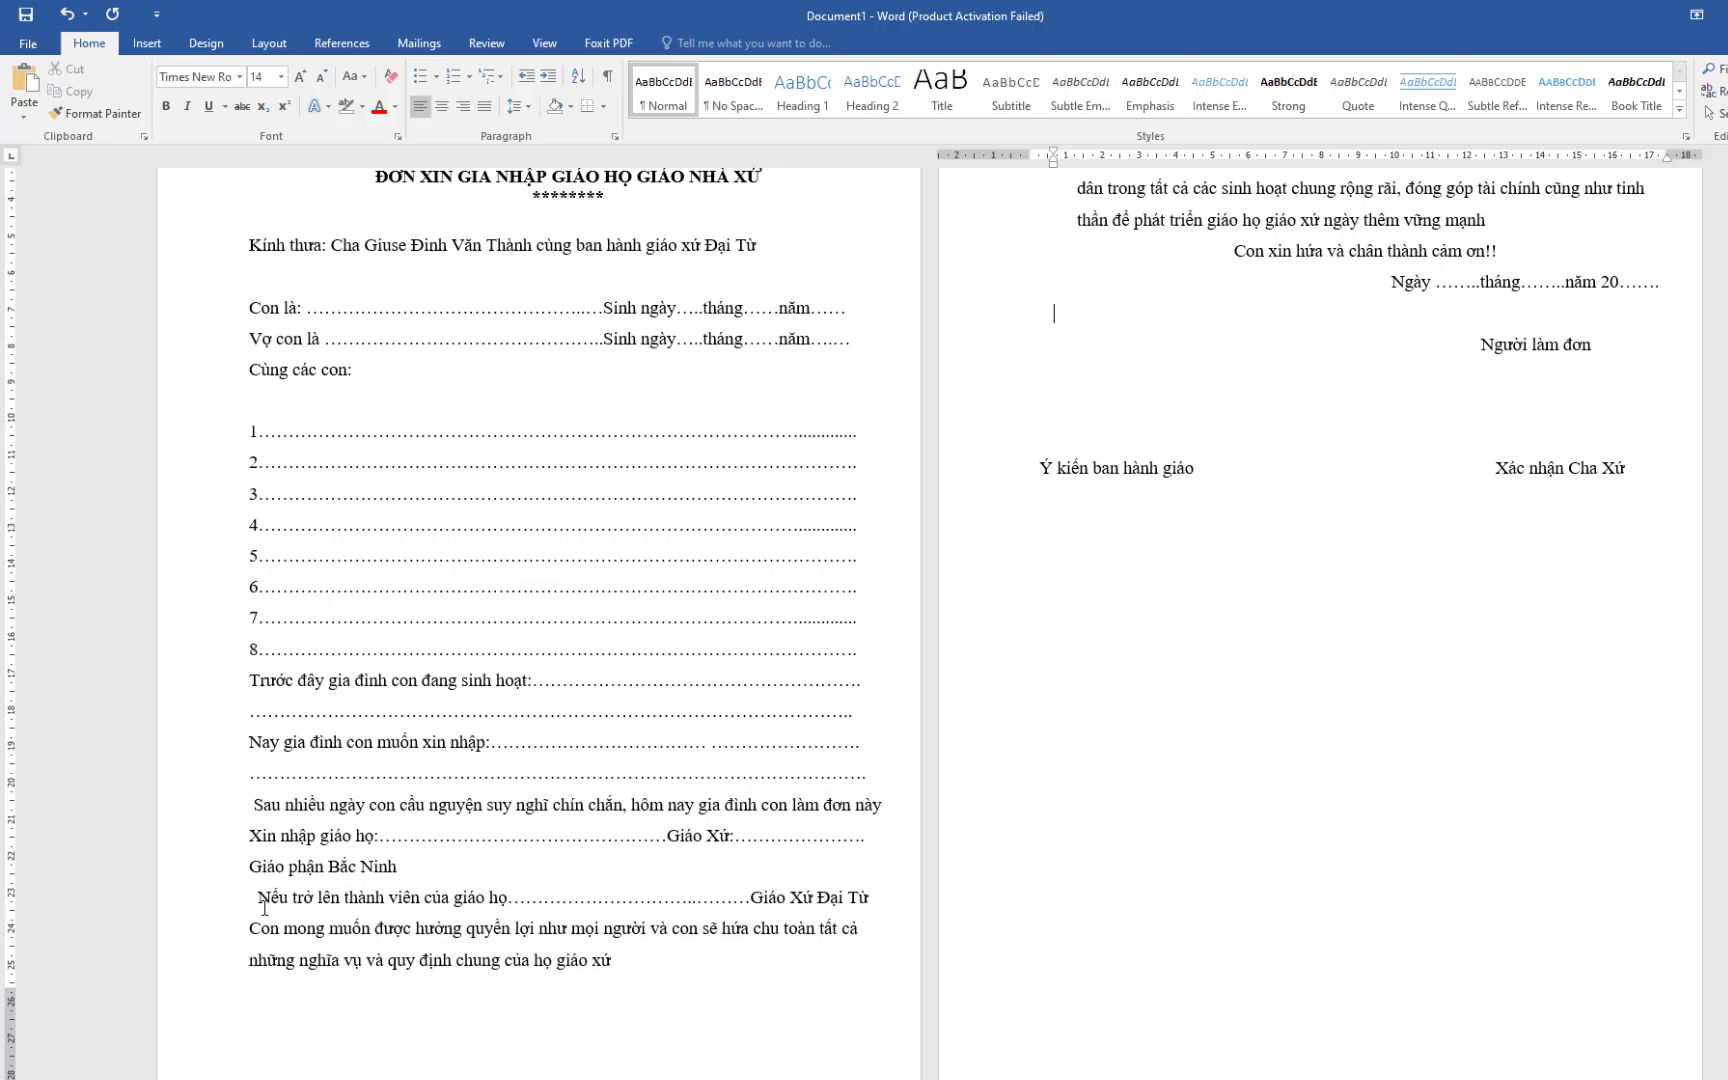 Document1 - Word (Product Activation Failed)
File Home Insert Design Layout References Mailings Review View Foxit PDF Tell me what you want to do...
Paste
Cut
Copy
Format Painter
Clipboard
Times New Ro 14
Font
Paragraph
AaBbCcDdE AaBbCcDdE AaBbCc AaBbCcC AaB AaBbCcD AaBbCcDdE AaBbCcDdE AaBbCcDdE AaBbCcDdE AaBbCcDdE AaBbCcDdE AaBbCcDdE AaBbCcDdE AaBbCcDdE
¶ Normal ¶ No Spac... Heading 1 Heading 2 Title Subtitle Subtle Em... Emphasis Intense E... Strong Quote Intense Q... Subtle Ref... Intense Re... Book Title
Styles
ĐƠN XIN GIA NHẬP GIÁO HỌ GIÁO NHÀ XỨ
********
Kính thưa: Cha Giuse Đinh Văn Thành cùng ban hành giáo xứ Đại Từ
Con là: ………………………………………..…Sinh ngày…..tháng……năm……
Vợ con là ………………………………………..Sinh ngày…..tháng……năm…….
Cùng các con:
1………………………………………………………………………………............
2……………………………………………………………………………………….
3……………………………………………………………………………………….
4………………………………………………………………………………............
5……………………………………………………………………………………….
6……………………………………………………………………………………….
7………………………………………………………………………………............
8……………………………………………………………………………………….
Trước đây gia đình con đang sinh hoạt:……………………………………………….
………………………………………………………………………………………..
Nay gia đình con muốn xin nhập:……………………………… …………………….
………………………………………………………………………………………….
Sau nhiều ngày con cầu nguyện suy nghĩ chín chắn, hôm nay gia đình con làm đơn này
Xin nhập giáo họ:…………………………………………Giáo Xứ:………………….
Giáo phận Bắc Ninh
Nếu trở lên thành viên của giáo họ…………………………..………Giáo Xứ Đại Từ
Con mong muốn được hưởng quyền lợi như mọi người và con sẽ hứa chu toàn tất cả
những nghĩa vụ và quy định chung của họ giáo xứ
dân trong tất cả các sinh hoạt chung rộng rãi, đóng góp tài chính cũng như tinh
thần để phát triển giáo họ giáo xứ ngày thêm vững mạnh
Con xin hứa và chân thành cảm ơn!!
Ngày ……..tháng……..năm 20…….
Người làm đơn
Ý kiến ban hành giáo Xác nhận Cha Xứ